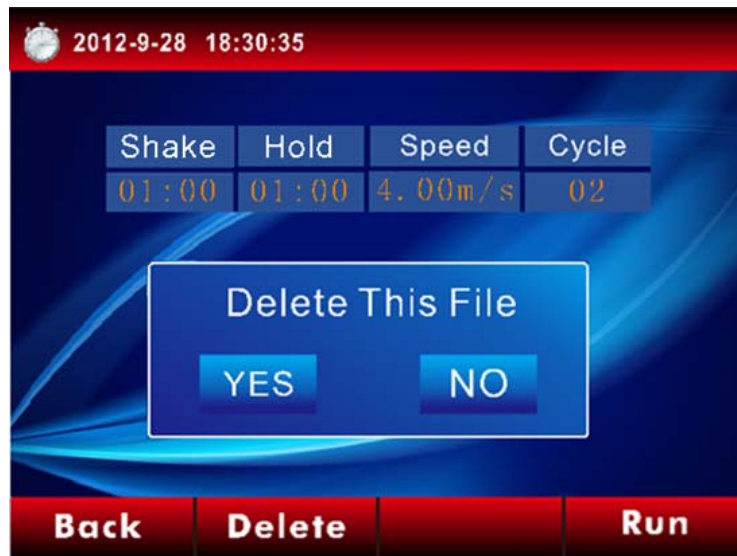 2012-9-28 18:30:35
Shake Hold Speed Cycle
01:00 01:00 4.00m/s 02
Delete This File
YES NO
Back Delete Run